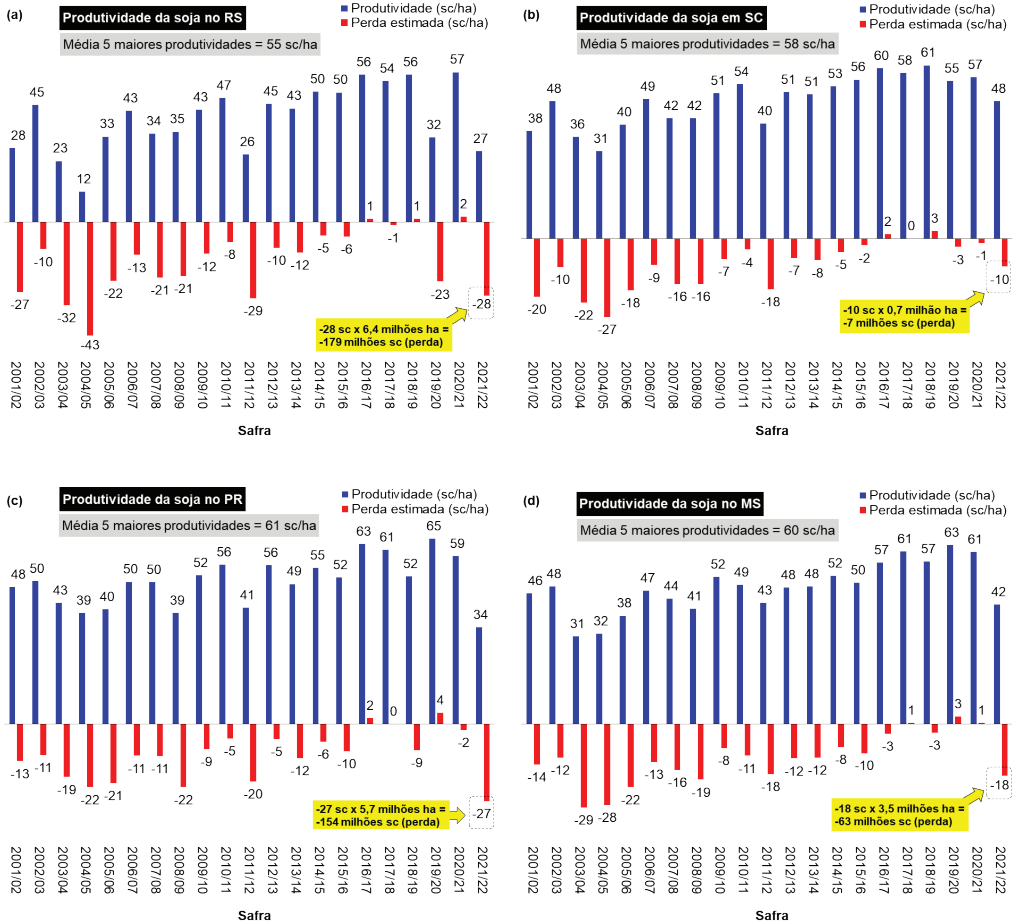 (a)
Produtividade da soja no RS
Média 5 maiores produtividades = 55 sc/ha
Produtividade (sc/ha)
Perda estimada (sc/ha)
28 45 23 12 33 43 34 35 43 47 26 45 43 50 50 56 54 56 32 57 27
-27 -10 -32 -43 -22 -13 -21 -21 -12 -8 -29 -10 -12 -5 -6 1 -1 1 -23 2 -28
-28 sc x 6,4 milhões ha =
-179 milhões sc (perda)
2001/02 2002/03 2003/04 2004/05 2005/06 2006/07 2007/08 2008/09 2009/10 2010/11 2011/12 2012/13 2013/14 2014/15 2015/16 2016/17 2017/18 2018/19 2019/20 2020/21 2021/22
Safra
(b)
Produtividade da soja em SC
Média 5 maiores produtividades = 58 sc/ha
Produtividade (sc/ha)
Perda estimada (sc/ha)
38 48 36 31 40 49 42 42 51 54 40 51 51 53 56 60 58 61 55 57 48
-20 -10 -22 -27 -18 -9 -16 -16 -7 -4 -18 -7 -8 -5 -2 2 0 3 -3 -1 -10
-10 sc x 0,7 milhão ha =
-7 milhões sc (perda)
2001/02 2002/03 2003/04 2004/05 2005/06 2006/07 2007/08 2008/09 2009/10 2010/11 2011/12 2012/13 2013/14 2014/15 2015/16 2016/17 2017/18 2018/19 2019/20 2020/21 2021/22
Safra
(c)
Produtividade da soja no PR
Média 5 maiores produtividades = 61 sc/ha
Produtividade (sc/ha)
Perda estimada (sc/ha)
48 50 43 39 40 50 50 39 52 56 41 56 49 55 52 63 61 52 65 59 34
-13 -11 -19 -22 -21 -11 -11 -22 -9 -5 -20 -5 -12 -6 -10 2 0 -9 4 -2 -27
-27 sc x 5,7 milhões ha =
-154 milhões sc (perda)
2001/02 2002/03 2003/04 2004/05 2005/06 2006/07 2007/08 2008/09 2009/10 2010/11 2011/12 2012/13 2013/14 2014/15 2015/16 2016/17 2017/18 2018/19 2019/20 2020/21 2021/22
Safra
(d)
Produtividade da soja no MS
Média 5 maiores produtividades = 60 sc/ha
Produtividade (sc/ha)
Perda estimada (sc/ha)
46 48 31 32 38 47 44 41 52 49 43 48 48 52 50 57 61 57 63 61 42
-14 -12 -29 -28 -22 -13 -16 -19 -8 -11 -18 -12 -12 -8 -10 -3 1 -3 3 1 -18
-18 sc x 3,5 milhões ha =
-63 milhões sc (perda)
2001/02 2002/03 2003/04 2004/05 2005/06 2006/07 2007/08 2008/09 2009/10 2010/11 2011/12 2012/13 2013/14 2014/15 2015/16 2016/17 2017/18 2018/19 2019/20 2020/21 2021/22
Safra